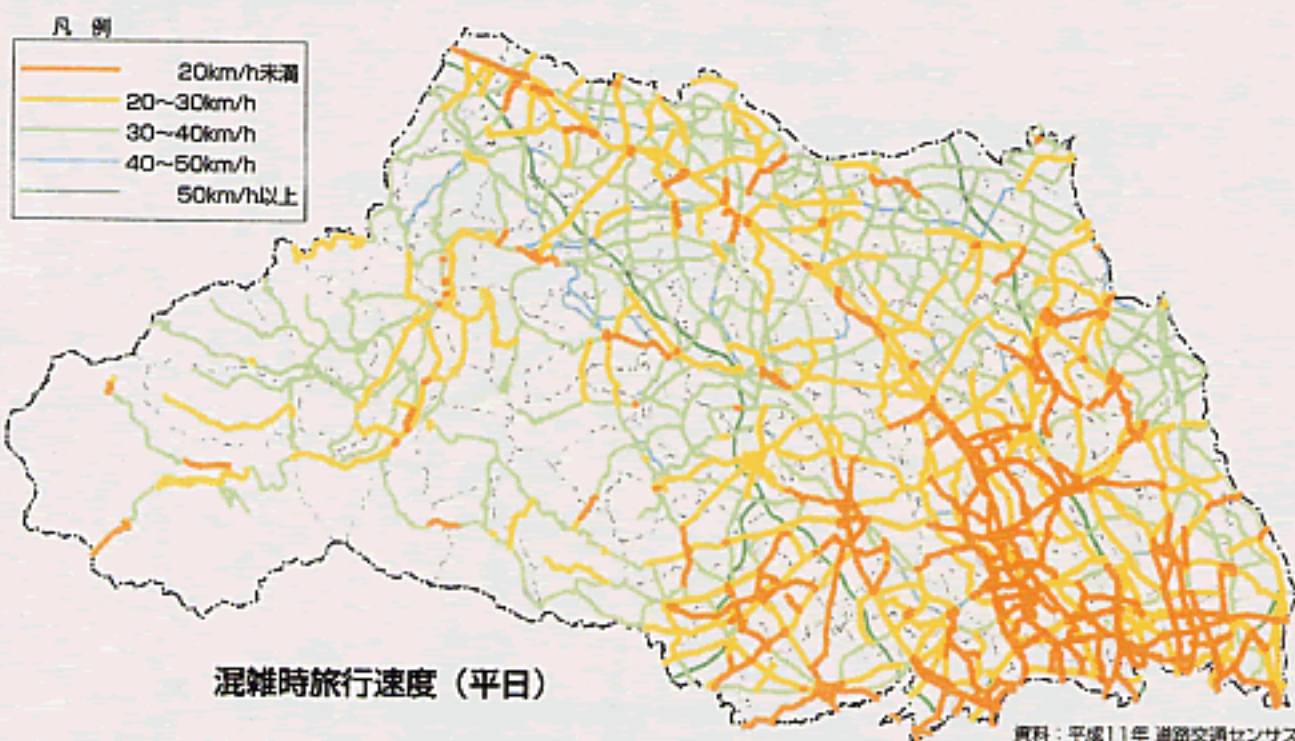 凡 例
20km/h未満
20～30km/h
30～40km/h
40～50km/h
50km/h以上
混雑時旅行速度（平日）
資料：平成11年 道路交通センサス